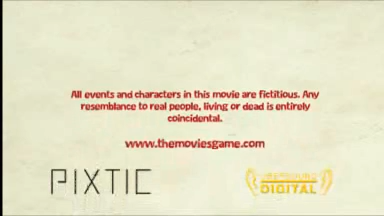 All events and characters in this movie are fictitious. Any
resemblance to real people, living or dead is entirely
coincidental.
www.themoviesgame.com
PIXTIC
DIGITAL